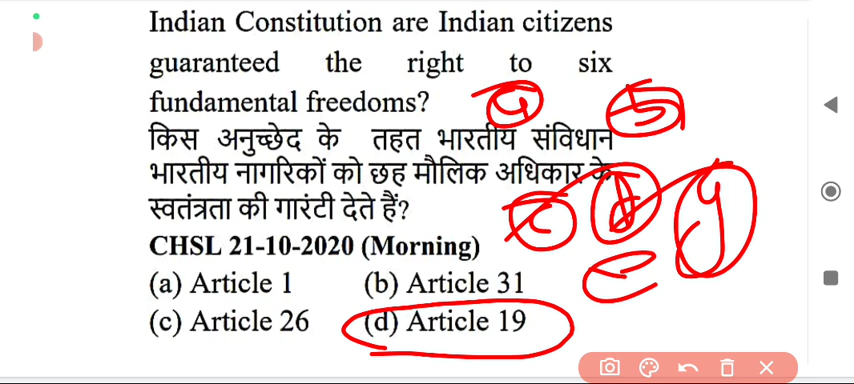 Indian Constitution are Indian citizens
guaranteed the right to six
fundamental freedoms?
किस अनुच्छेद के तहत भारतीय संविधान
भारतीय नागरिकों को छह मौलिक अधिकार के
स्वतंत्रता की गारंटी देते हैं?
CHSL 21-10-2020 (Morning)
(a) Article 1 (b) Article 31
(c) Article 26 (d) Article 19